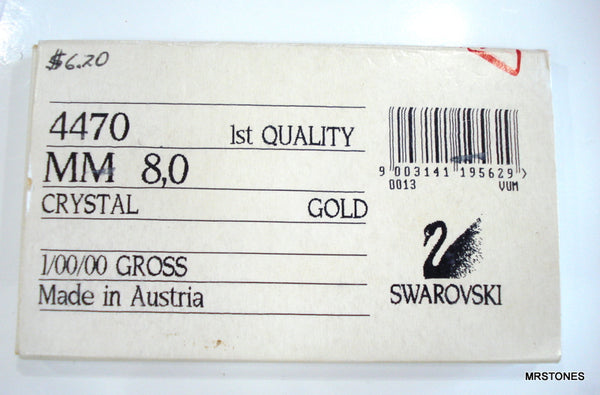 $6.20
4470 1st QUALITY
MM 8,0
CRYSTAL GOLD
1/00/00 GROSS
Made in Austria
9 003141 195629 >
0013 VUM
SWAROVSKI
MRSTONES